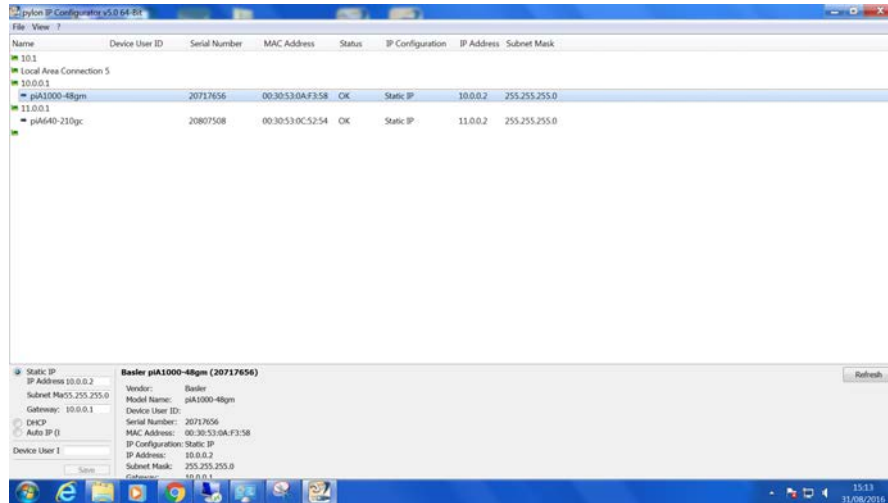 pylon IP Configurator v5.0 64-Bit
File View ?
Name Device User ID Serial Number MAC Address Status IP Configuration IP Address Subnet Mask
10.1
Local Area Connection 5
10.0.0.1
piA1000-48gm 20717656 00:30:53:0A:F3:58 OK Static IP 10.0.0.2 255.255.255.0
11.0.0.1
piA640-210gc 20807508 00:30:53:0C:52:54 OK Static IP 11.0.0.2 255.255.255.0
Static IP
IP Address 10.0.0.2
Subnet Ma55.255.255.0
Gateway: 10.0.0.1
DHCP
Auto IP (l
Device User I
Save
Basler piA1000-48gm (20717656)
Vendor: Basler
Model Name: piA1000-48gm
Device User ID:
Serial Number: 20717656
MAC Address: 00:30:53:0A:F3:58
IP Configuration: Static IP
IP Address: 10.0.0.2
Subnet Mask: 255.255.255.0
Gateway: 10.0.0.1
Refresh
15:13
31/08/2016